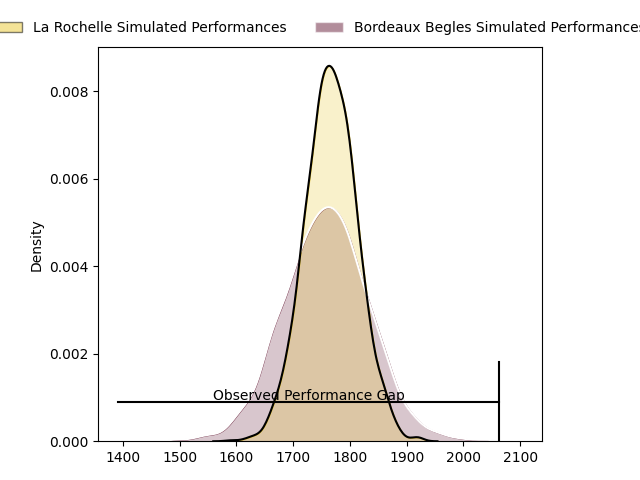 La Rochelle Simulated Performances
Bordeaux Begles Simulated Performances
0.008
0.006
Density
0.004
0.002
Observed Performance Gap
0.000
1400 1500 1600 1700 1800 1900 2000 2100